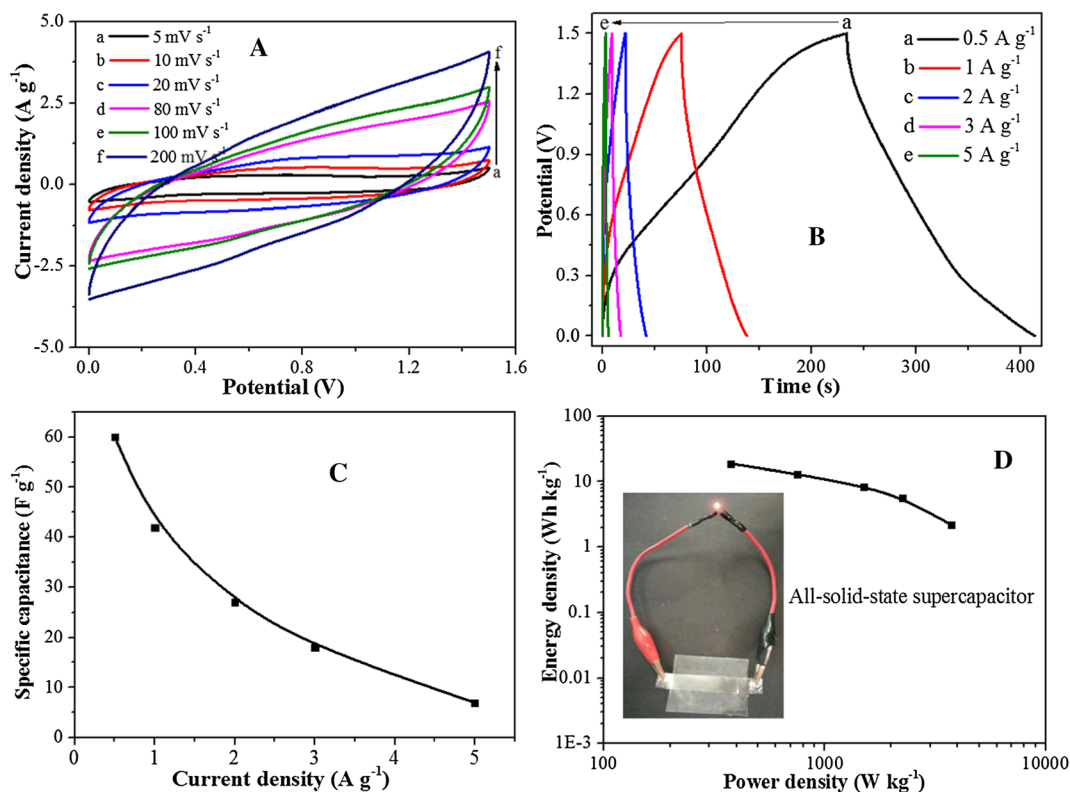 5.0
2.5
0.0
-2.5
-5.0
Current density (A g⁻¹)
a 5 mV s⁻¹
b 10 mV s⁻¹
c 20 mV s⁻¹
d 80 mV s⁻¹
e 100 mV s⁻¹
f 200 mV s⁻¹
A
f
a
0.0 0.4 0.8 1.2 1.6
Potential (V)
1.5
1.2
0.9
0.6
0.3
0.0
Potential (V)
e a
a 0.5 A g⁻¹
b 1 A g⁻¹
c 2 A g⁻¹
d 3 A g⁻¹
e 5 A g⁻¹
B
0 100 200 300 400
Time (s)
60
50
40
30
20
10
0
Specific capacitance (F g⁻¹)
C
0 1 2 3 4 5
Current density (A g⁻¹)
100
10
1
0.1
0.01
1E-3
Energy density (Wh kg⁻¹)
D
All-solid-state supercapacitor
100 1000 10000
Power density (W kg⁻¹)